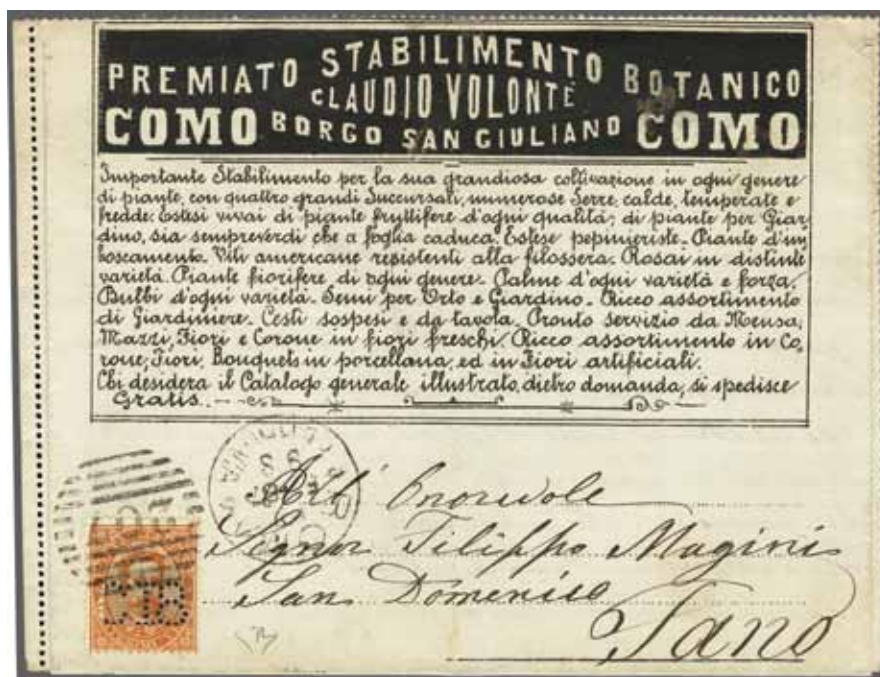 PREMIATO STABILIMENTO BOTANICO
CLAUDIO VOLONTÈ
COMO BORGO SAN GIULIANO COMO
Importante Stabilimento per la sua grandiosa coltivazione in ogni genere
di piante, con quattro grandi Succursali, numerose Serre, calde, temperate e
fredde. Estesi vivai di piante fruttifere d'ogni qualità; di piante per Giar-
dino, sia sempreverdi che a foglia caduca. Estese pepinieriste. Piante d'im
boscamento. Viti americane resistenti alla filossera. Rosai in distinte
varietà. Piante fiorifere di ogni genere. Palme d'ogni varietà e forza.
Bulbi d'ogni varietà. Semi per Orto e Giardino. Ricco assortimento
di Giardiniere. Cesti sospesi e da tavola. Pronto servizio da Mensa,
Mazzi, Fiori e Corone in fiori freschi. Ricco assortimento in Co,
rone, Fiori, Bouquets in porcellana, ed in Fiori artificiali.
Chi desidera il Catalogo generale illustrato, dietro domanda, si spedisce
Gratis.
All' Onorevole
Signor Filippo Magini
San Domenico
Fano